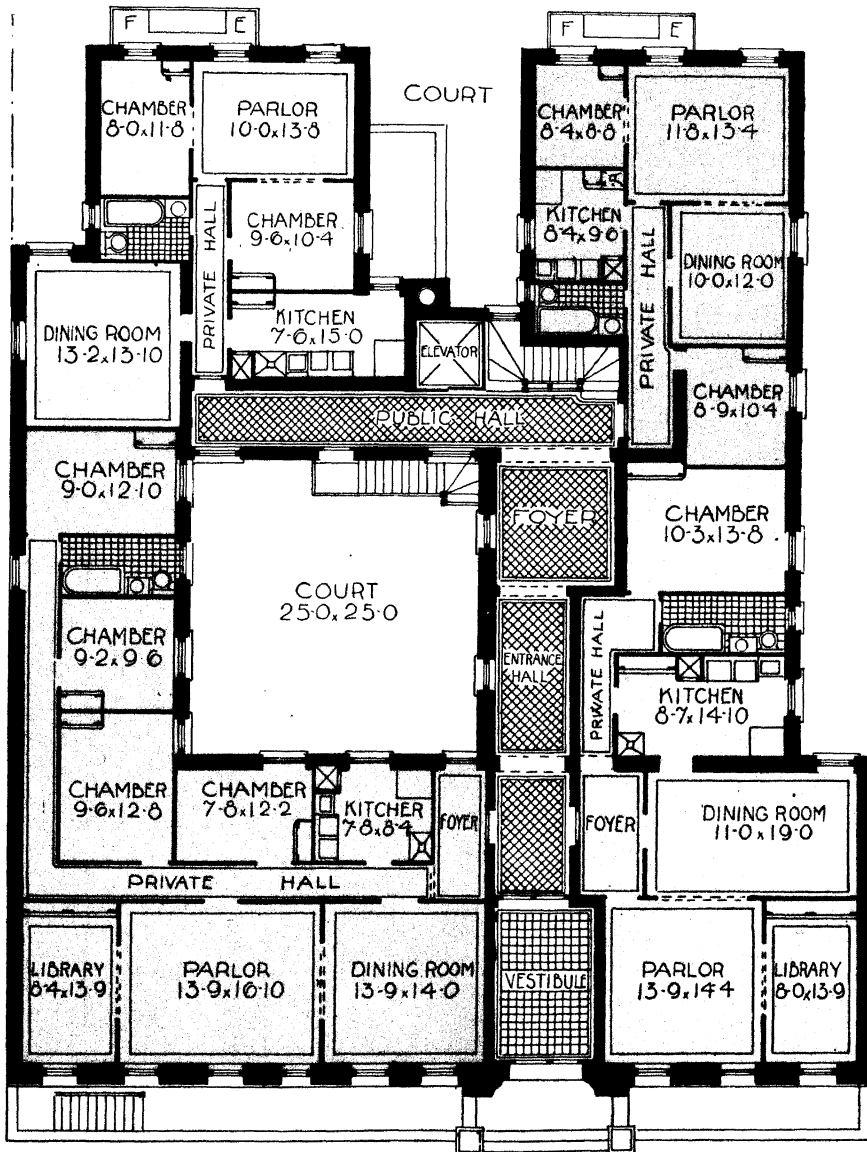 F E
F E
CHAMBER
8-0x11-8
PARLOR
10-0x13-8
COURT
CHAMBER
8-4x8-8
PARLOR
11-8x13-4
CHAMBER
9-6x10-4
PRIVATE HALL
KITCHEN
8-4x9-6
PRIVATE HALL
DINING ROOM
10-0x12-0
DINING ROOM
13-2x13-10
KITCHEN
7-6x15-0
ELEVATOR
CHAMBER
8-9x10-4
PUBLIC HALL
CHAMBER
9-0x12-10
FOYER
CHAMBER
10-3x13-8
COURT
25-0x25-0
CHAMBER
9-2x9-6
ENTRANCE
HALL
PRIVATE HALL
KITCHEN
8-7x14-10
CHAMBER
9-6x12-8
CHAMBER
7-8x12-2
KITCHEN
7-8x8-4
FOYER
FOYER
DINING ROOM
11-0x19-0
PRIVATE HALL
LIBRARY
8-4x13-9
PARLOR
13-9x16-10
DINING ROOM
13-9x14-0
VESTIBULE
PARLOR
13-9x14-4
LIBRARY
8-0x13-9